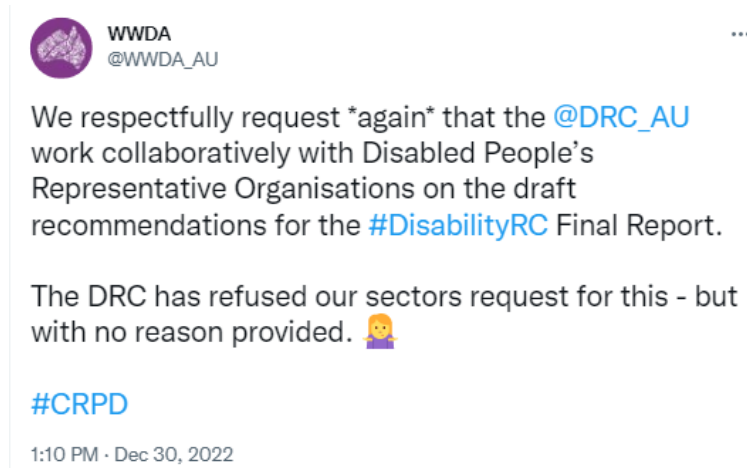 WWDA
@WWDA_AU
We respectfully request *again* that the @DRC_AU
work collaboratively with Disabled People’s
Representative Organisations on the draft
recommendations for the #DisabilityRC Final Report.
The DRC has refused our sectors request for this - but
with no reason provided. 🤷‍♀️
#CRPD
1:10 PM · Dec 30, 2022